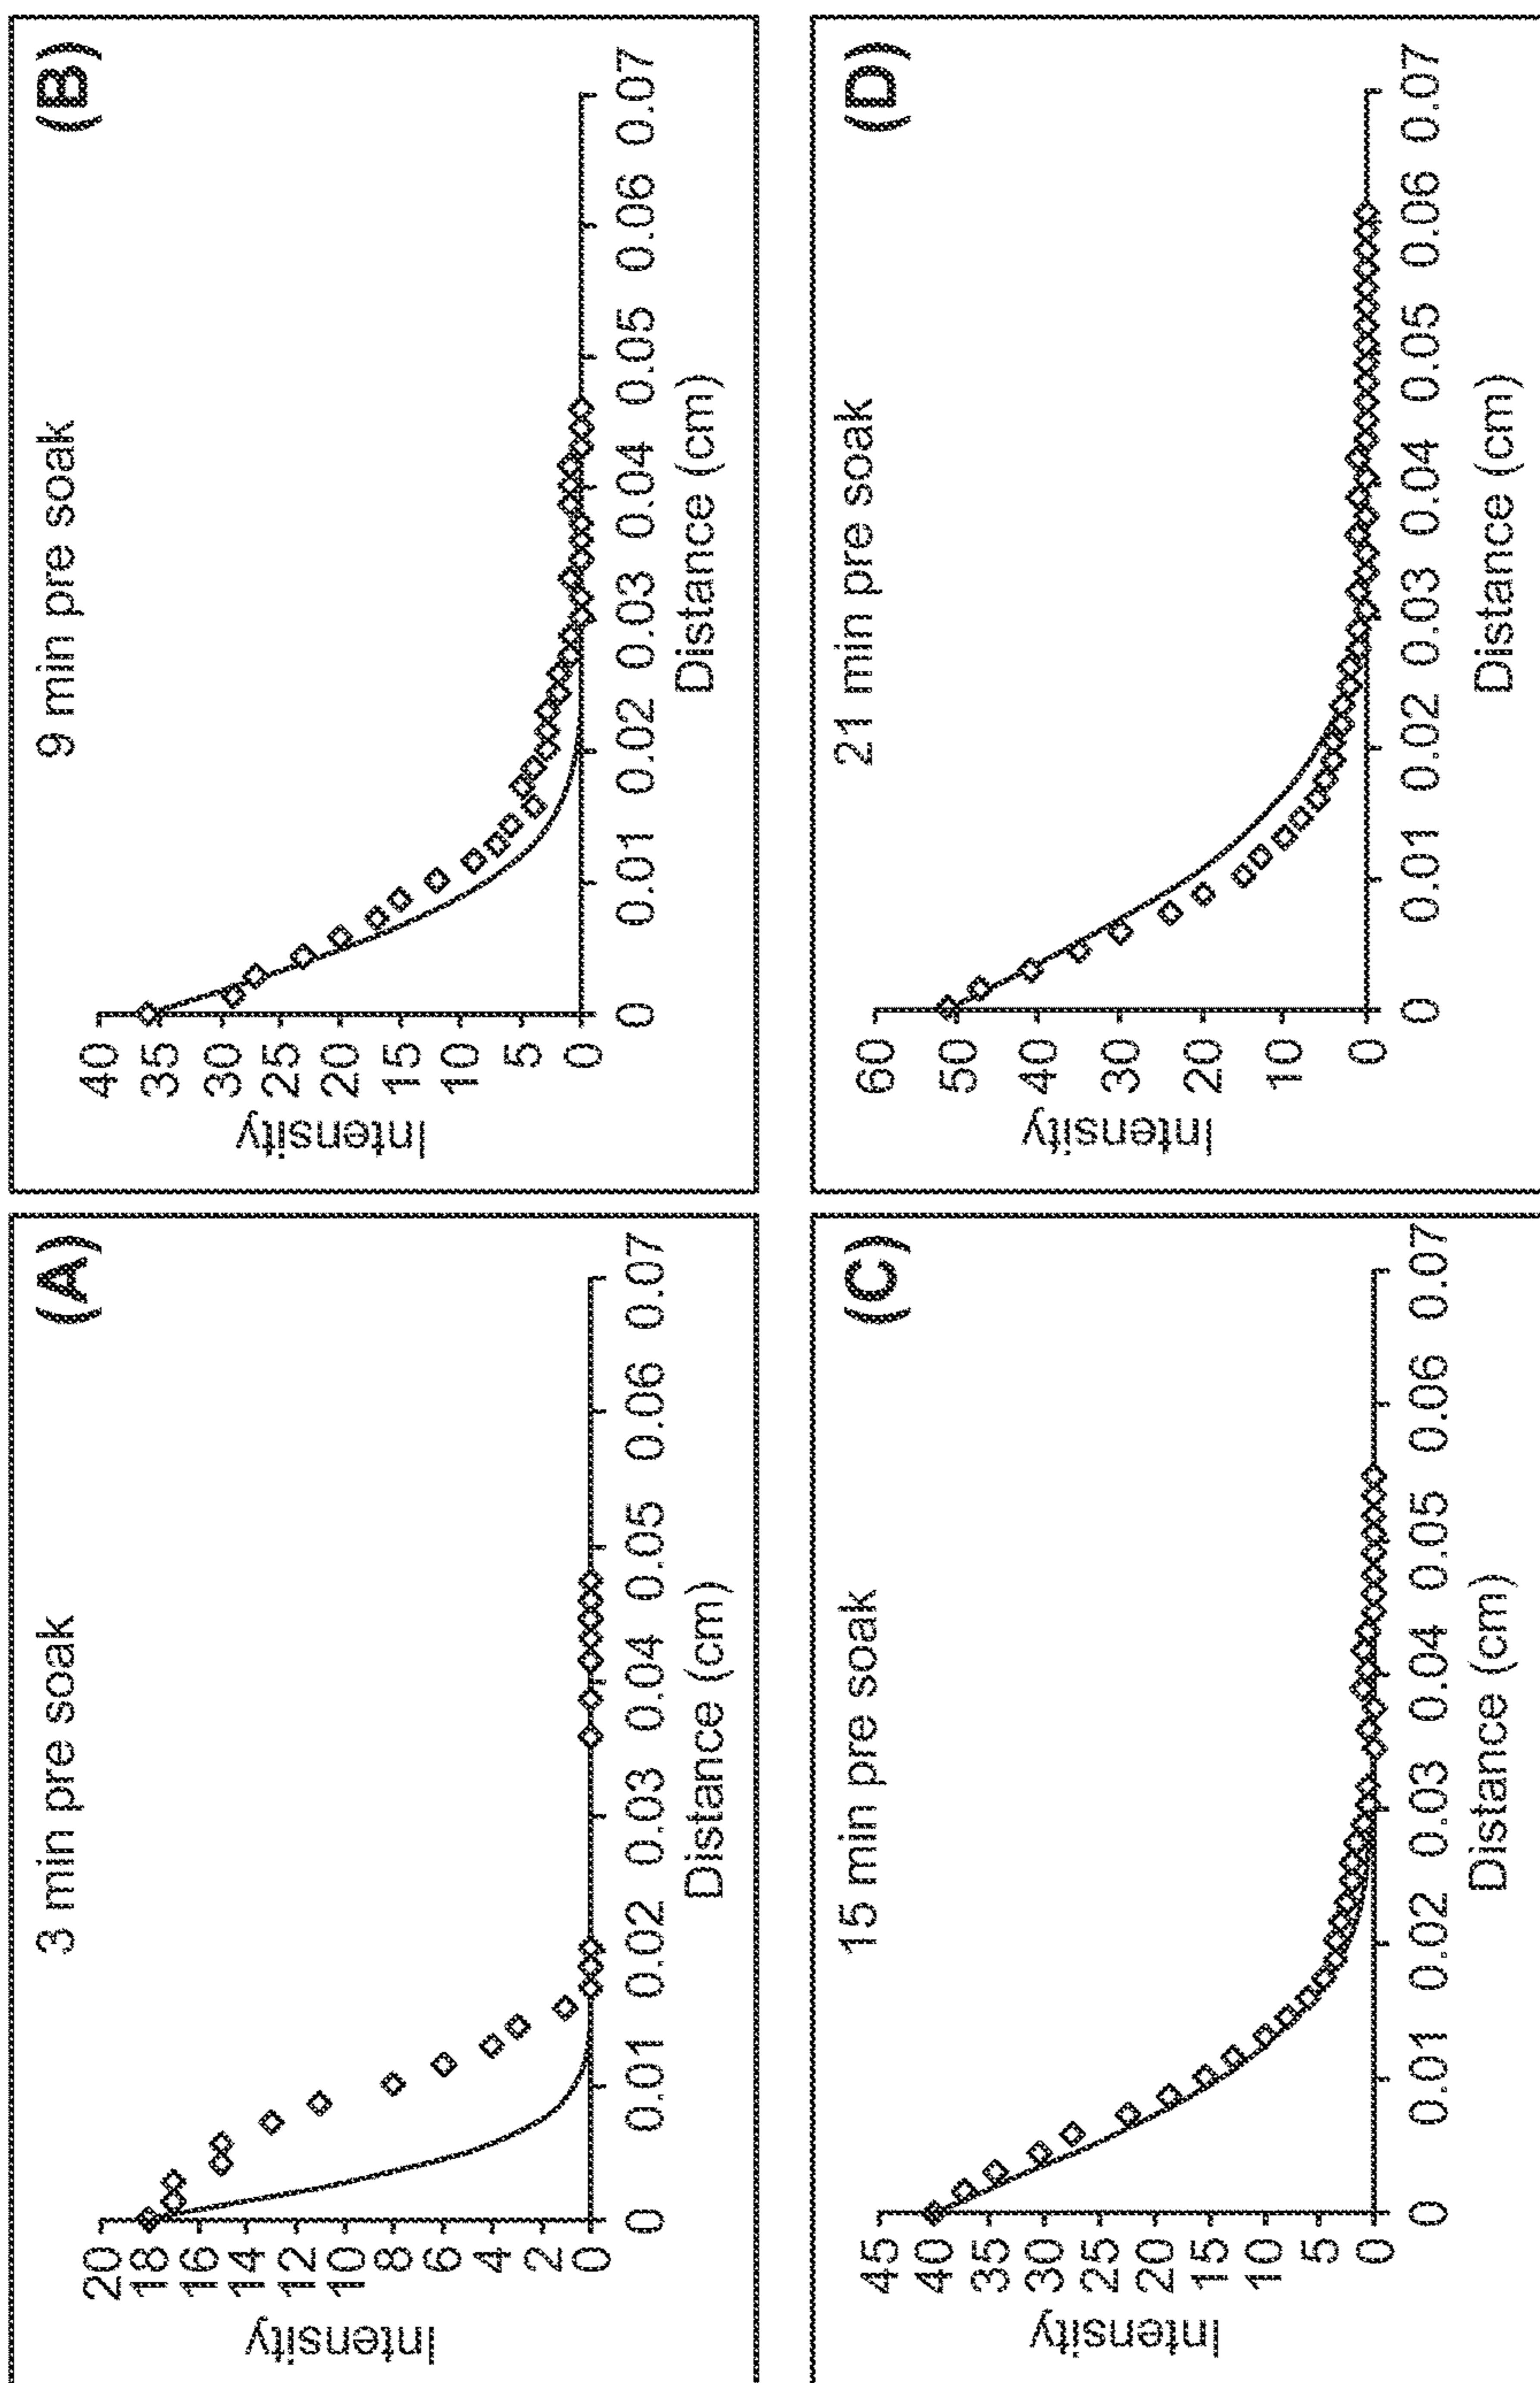 (A)
3 min pre soak
Intensity
20
18
16
14
12
10
8
6
4
2
0
0 0.01 0.02 0.03 0.04 0.05 0.06 0.07
Distance (cm)
(B)
9 min pre soak
Intensity
40
35
30
25
20
15
10
5
0
0 0.01 0.02 0.03 0.04 0.05 0.06 0.07
Distance (cm)
(C)
15 min pre soak
Intensity
45
40
35
30
25
20
15
10
5
0
0 0.01 0.02 0.03 0.04 0.05 0.06 0.07
Distance (cm)
(D)
21 min pre soak
Intensity
60
50
40
30
20
10
0
0 0.01 0.02 0.03 0.04 0.05 0.06 0.07
Distance (cm)